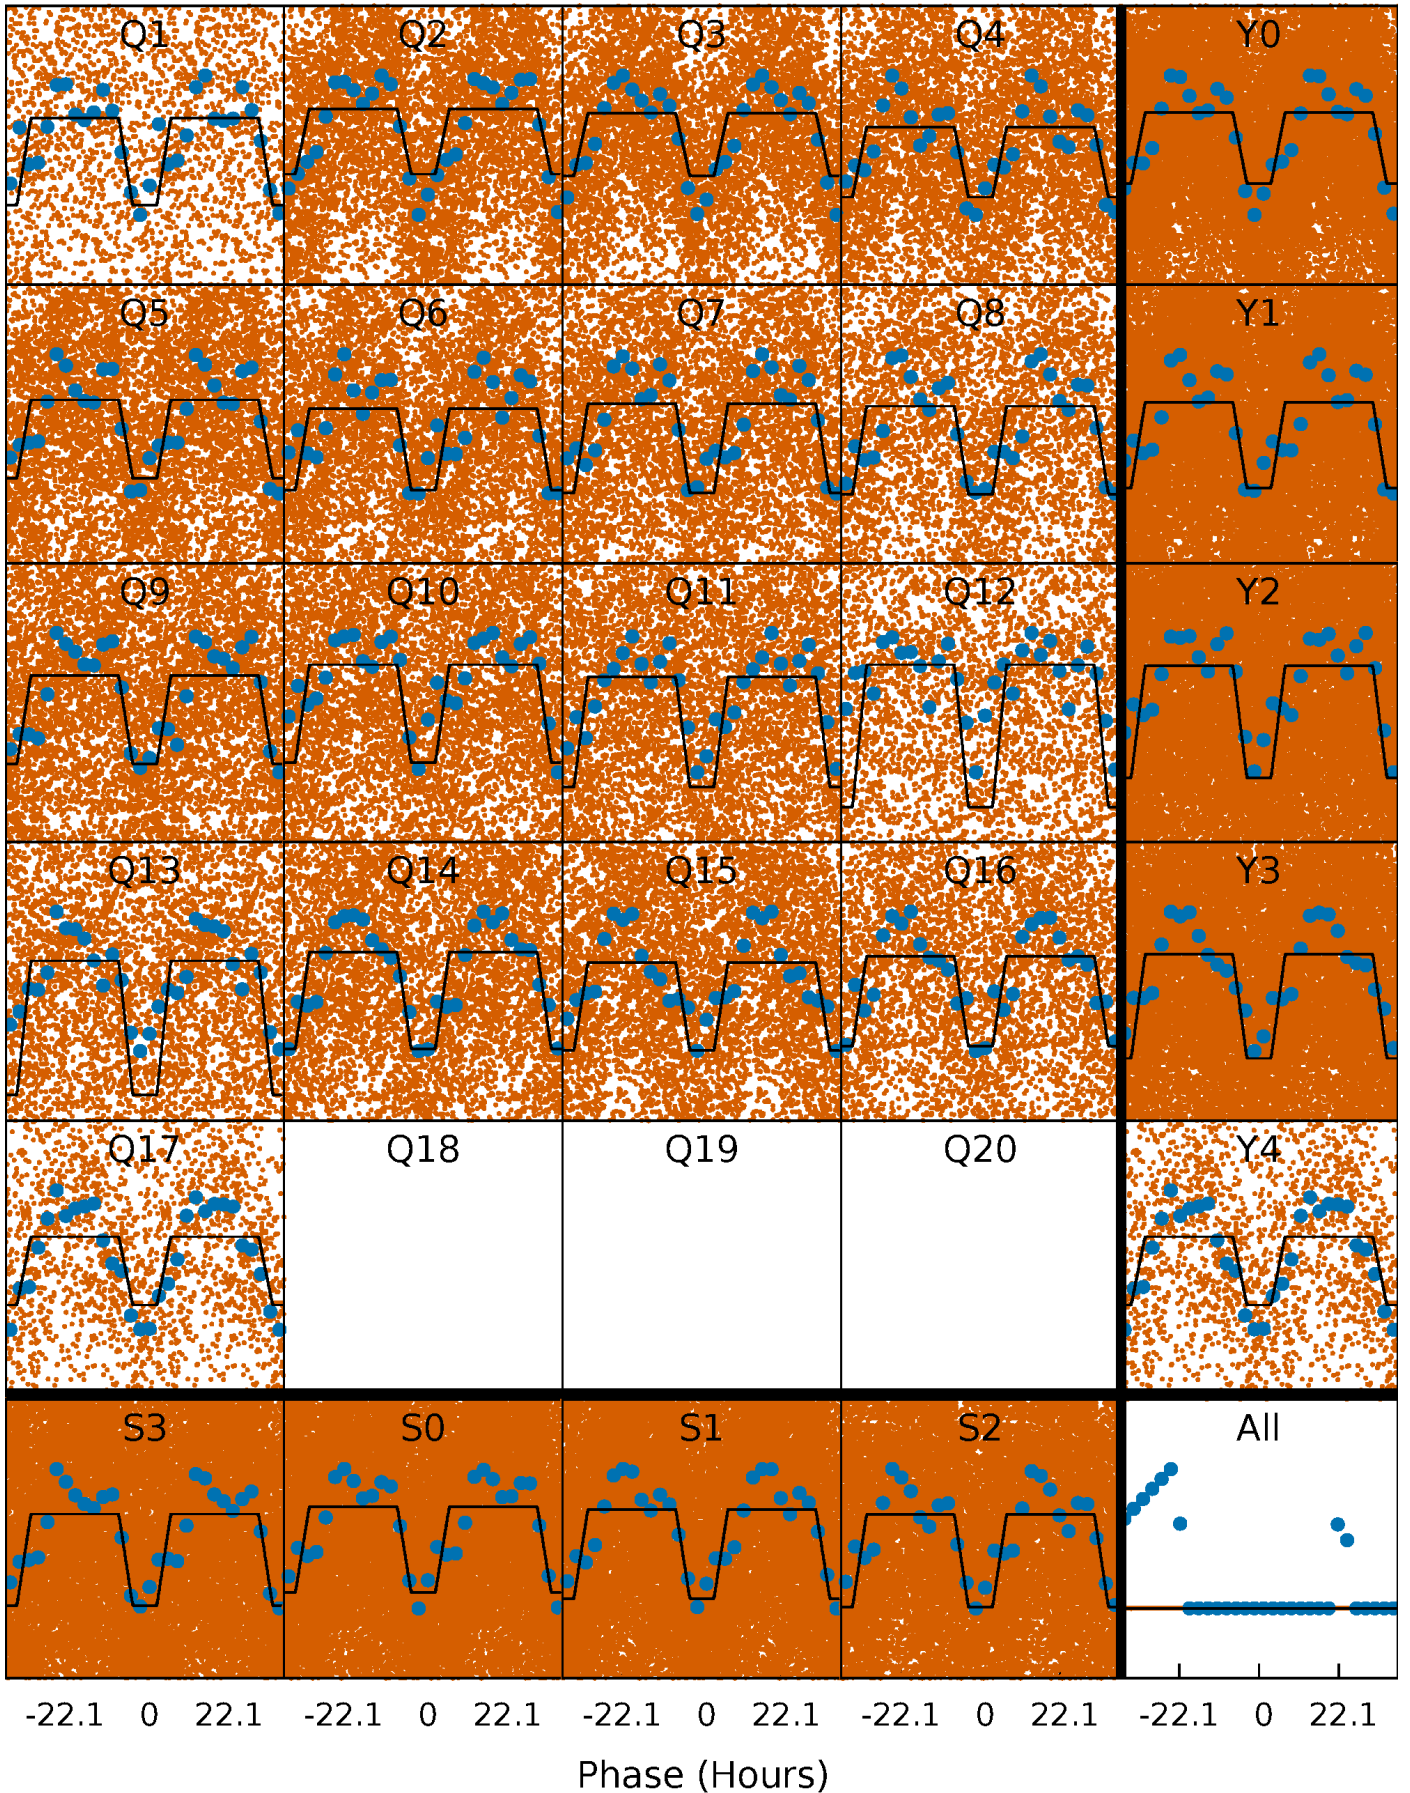 Q1 Q2 Q3 Q4 Y0
Q5 Q6 Q7 Q8 Y1
Q9 Q10 Q11 Q12 Y2
Q13 Q14 Q15 Q16 Y3
Q17 Q18 Q19 Q20 Y4
S3 S0 S1 S2 All
-22.1 0 22.1 -22.1 0 22.1 -22.1 0 22.1 -22.1 0 22.1 -22.1 0 22.1
Phase (Hours)